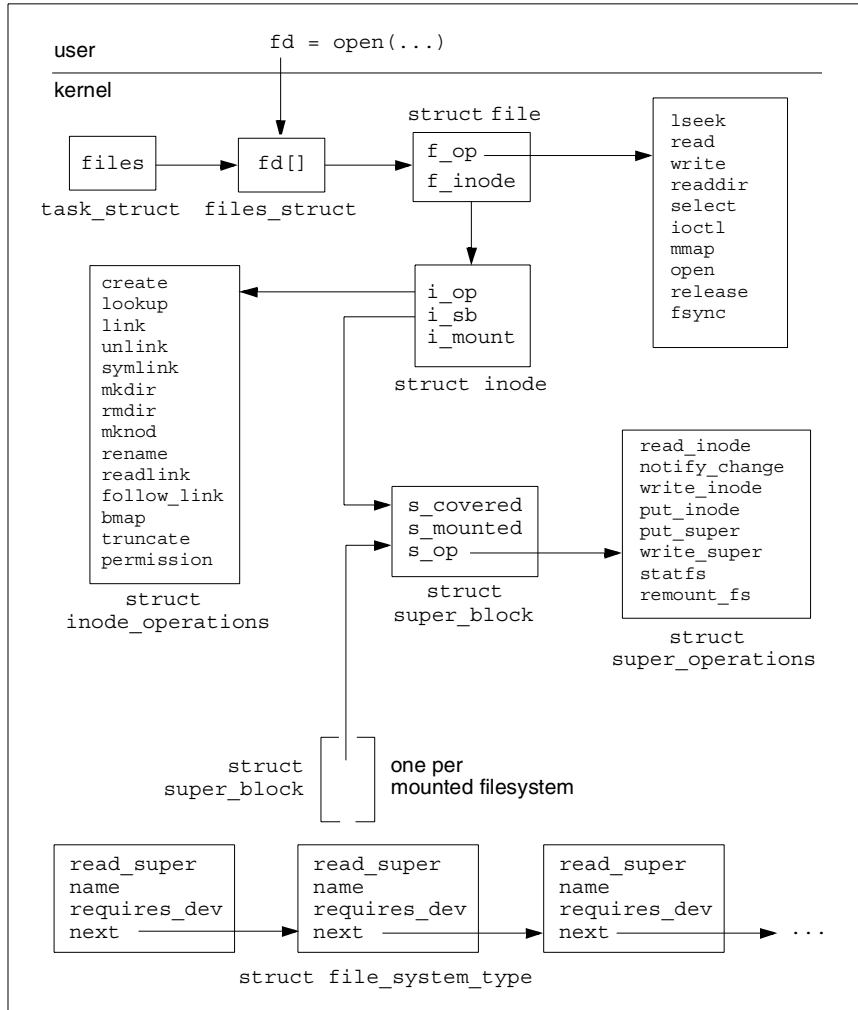 user
fd = open(...)
kernel
struct file
files
task_struct
fd[]
files_struct
f_op
f_inode
lseek
read
write
readdir
select
ioctl
mmap
open
release
fsync
create
lookup
link
unlink
symlink
mkdir
rmdir
mknod
rename
readlink
follow_link
bmap
truncate
permission
struct
inode_operations
i_op
i_sb
i_mount
struct inode
s_covered
s_mounted
s_op
struct
super_block
read_inode
notify_change
write_inode
put_inode
put_super
write_super
statfs
remount_fs
struct
super_operations
struct
super_block
one per
mounted filesystem
read_super
name
requires_dev
next
read_super
name
requires_dev
next
read_super
name
requires_dev
next
...
struct file_system_type